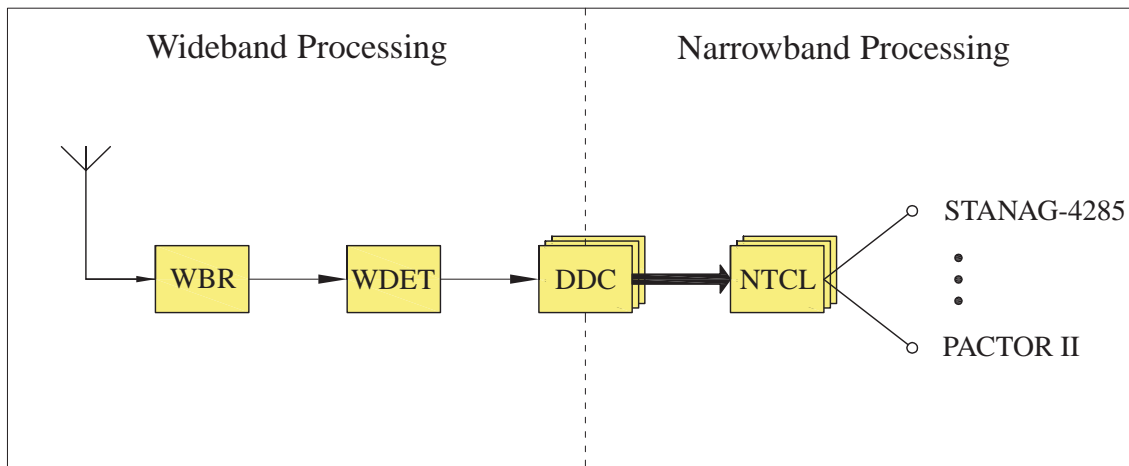 Wideband Processing
Narrowband Processing
WBR
WDET
DDC
NTCL
STANAG-4285
PACTOR II